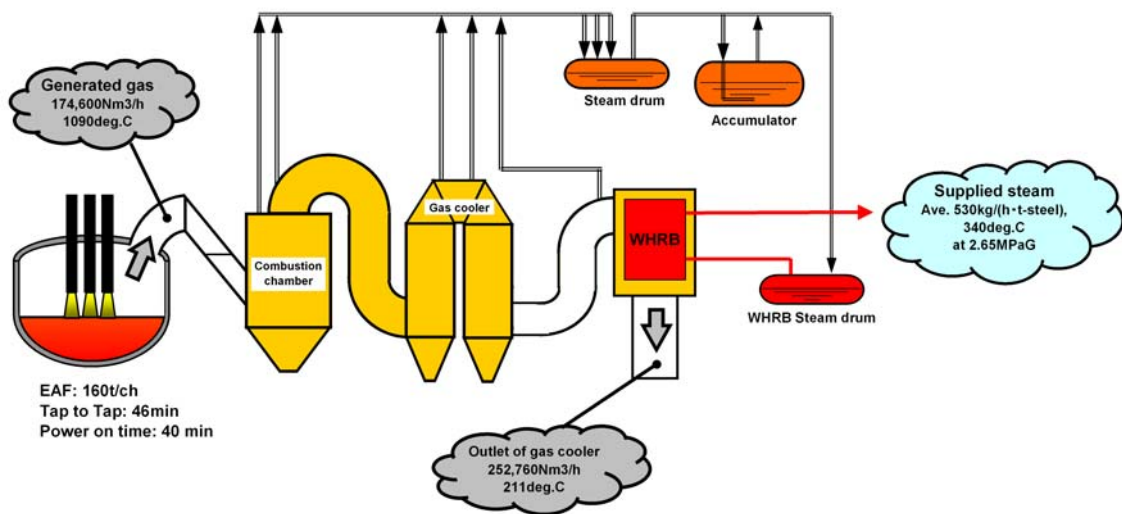 Generated gas
174,600Nm3/h
1090deg.C
Steam drum
Accumulator
Gas cooler
Combustion
chamber
WHRB
Supplied steam
Ave. 530kg/(h・t-steel),
340deg.C
at 2.65MPaG
WHRB Steam drum
EAF: 160t/ch
Tap to Tap: 46min
Power on time: 40 min
Outlet of gas cooler
252,760Nm3/h
211deg.C